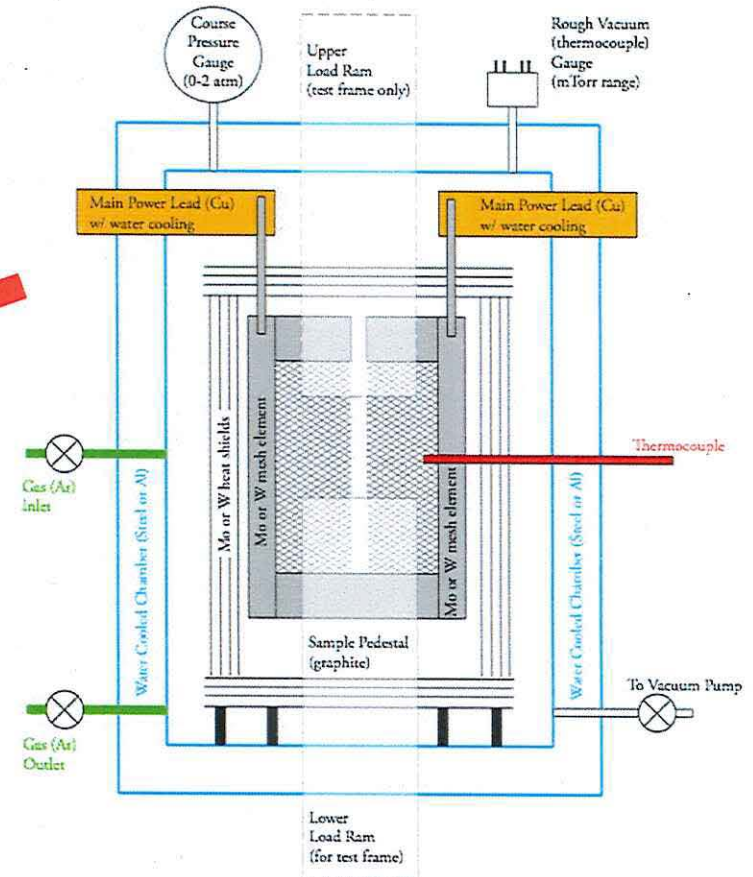 Course
Pressure
Gauge
(0-2 atm)
Upper
Load Ram
(test frame only)
Rough Vacuum
(thermocouple)
Gauge
(mTorr range)
Main Power Lead (Cu)
w/ water cooling
Main Power Lead (Cu)
w/ water cooling
Mo or W heat shields
Mo or W mesh element
Mo or W mesh element
Thermocouple
Gas (Ar)
Inlet
Water Cooled Chamber (Steel or Al)
Water Cooled Chamber (Steel or Al)
Sample Pedestal
(graphite)
To Vacuum Pump
Gas (Ar)
Outlet
Lower
Load Ram
(for test frame)